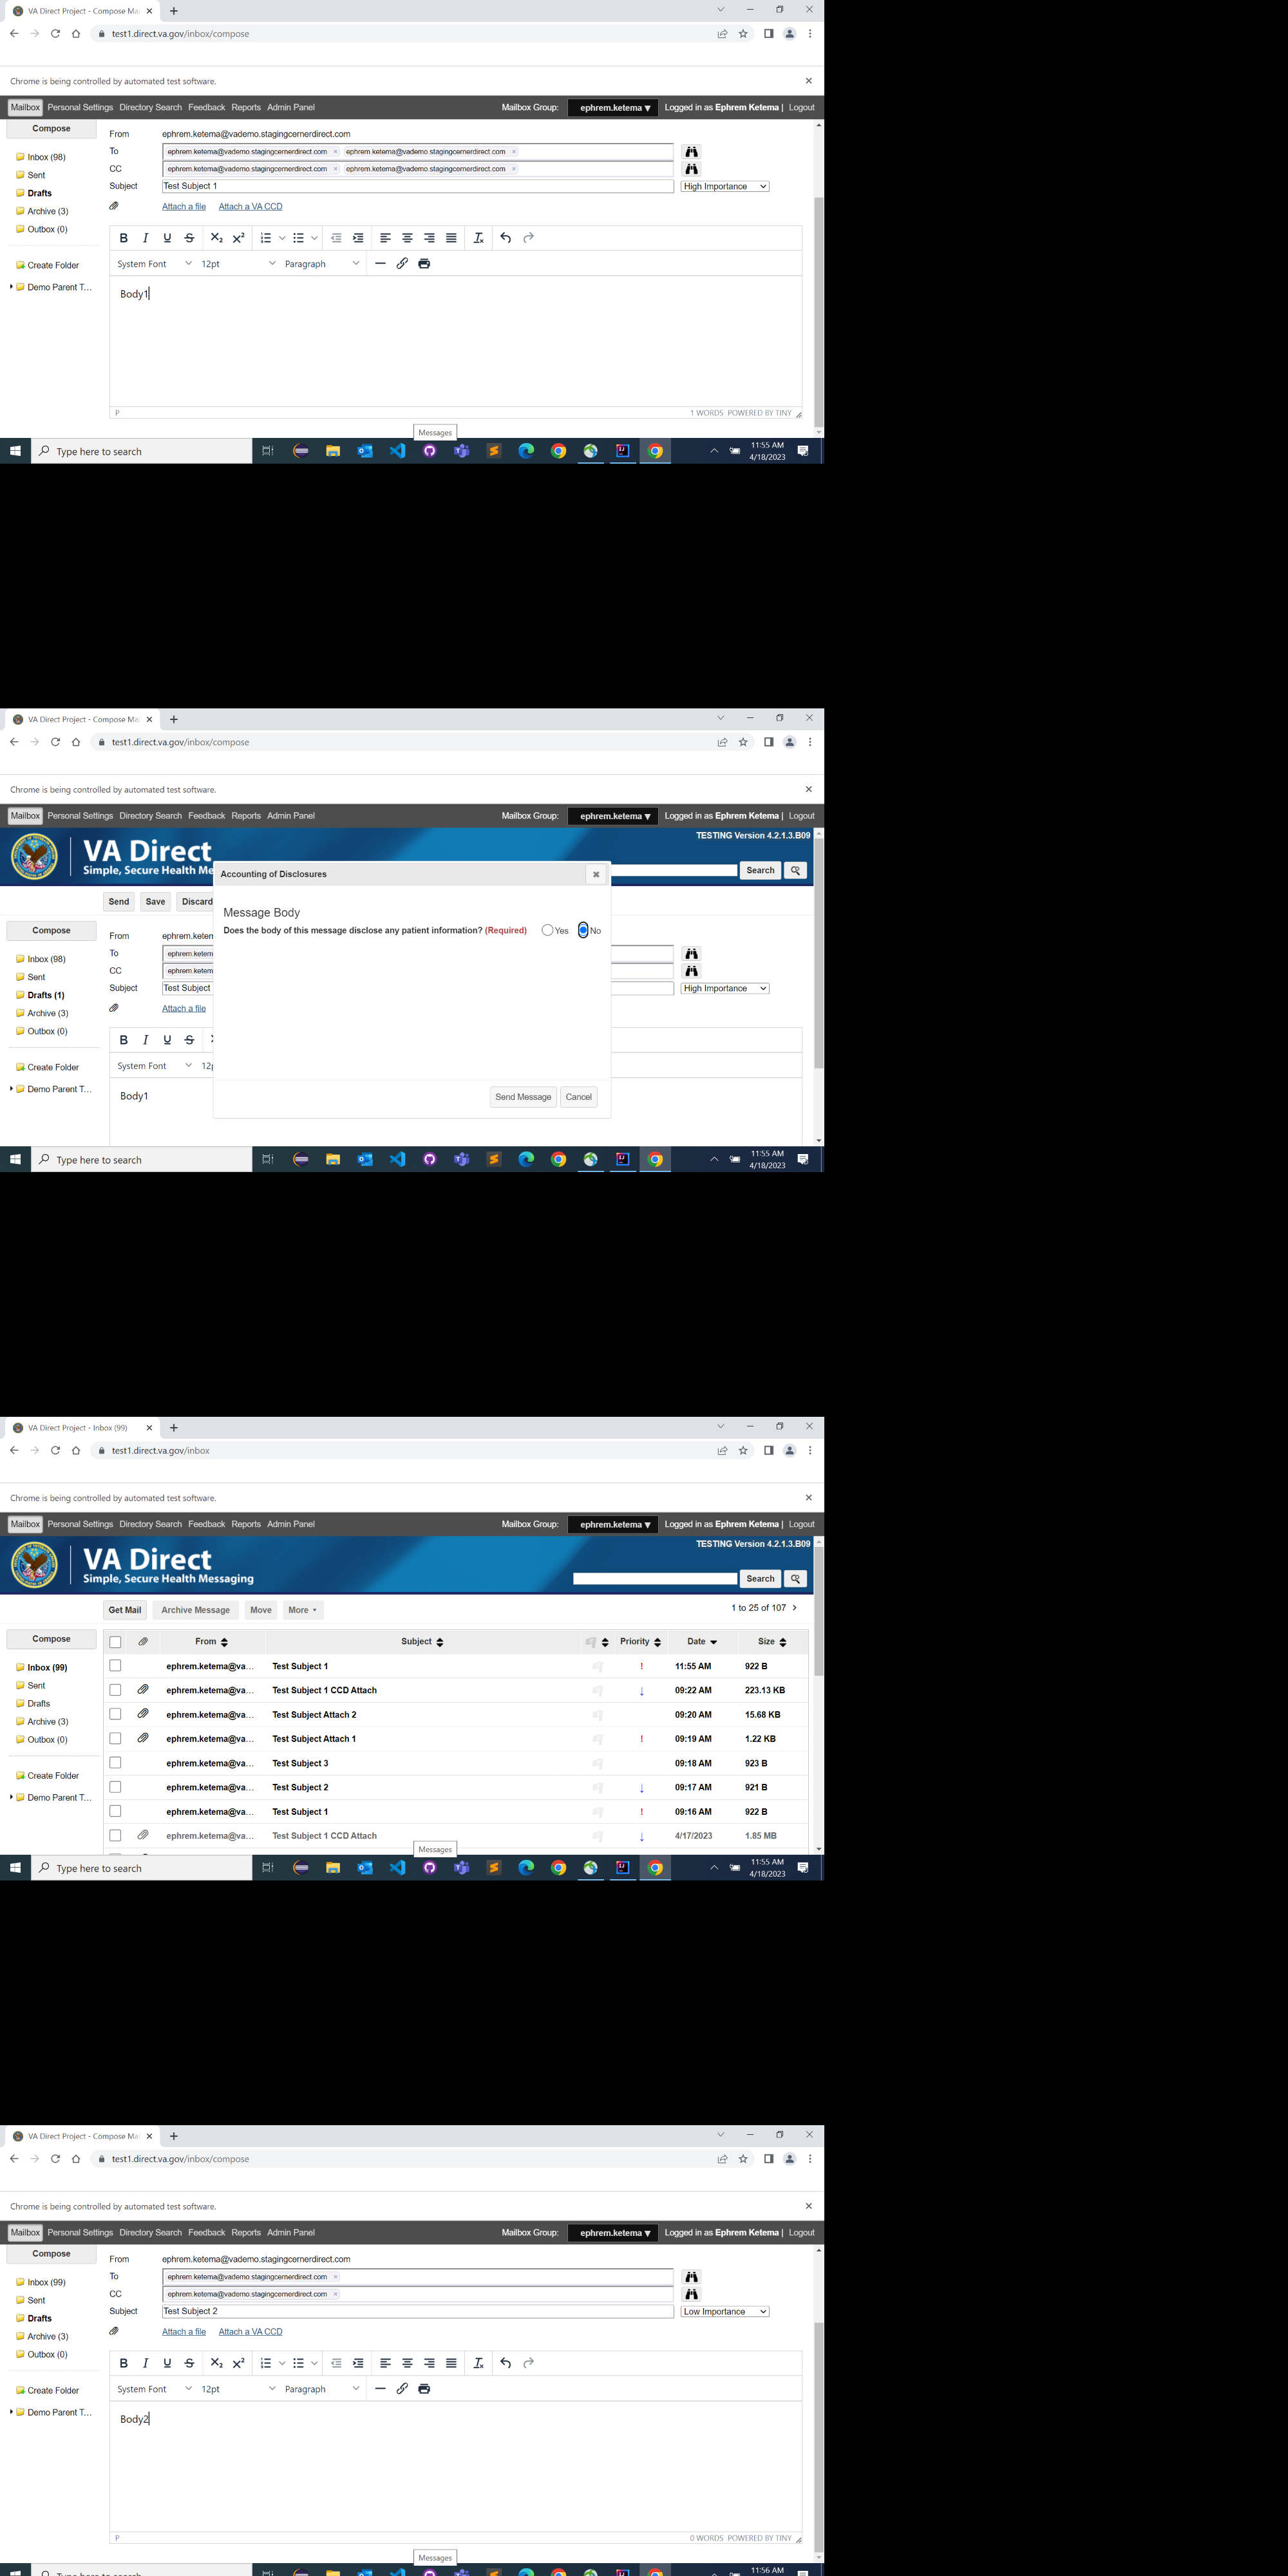 VA Direct Project - Compose Ma
test1.direct.va.gov/inbox/compose
Chrome is being controlled by automated test software.
Mailbox Personal Settings Directory Search Feedback Reports Admin Panel Mailbox Group: ephrem.ketema ▼ Logged in as Ephrem Ketema | Logout
Compose
From ephrem.ketema@vademo.stagingcernerdirect.com
Inbox (98)
To ephrem.ketema@vademo.stagingcernerdirect.com × ephrem.ketema@vademo.stagingcernerdirect.com ×
Sent
CC ephrem.ketema@vademo.stagingcernerdirect.com × ephrem.ketema@vademo.stagingcernerdirect.com ×
Drafts
Subject Test Subject 1 High Importance
Archive (3)
Attach a file Attach a VA CCD
Outbox (0)
Create Folder
System Font 12pt Paragraph
Demo Parent T...
Body1
P 1 WORDS POWERED BY TINY
Messages
Type here to search
11:55 AM
4/18/2023
VA Direct Project - Compose Ma
test1.direct.va.gov/inbox/compose
Chrome is being controlled by automated test software.
Mailbox Personal Settings Directory Search Feedback Reports Admin Panel Mailbox Group: ephrem.ketema ▼ Logged in as Ephrem Ketema | Logout
TESTING Version 4.2.1.3.B09
VA Direct
Simple, Secure Health Me
Search
Accounting of Disclosures
Send Save Discard
Message Body
Does the body of this message disclose any patient information? (Required) Yes No
Compose
From ephrem.keter
Inbox (98)
To ephrem.ketem
Sent
CC ephrem.ketem
Drafts (1)
Subject Test Subject High Importance
Archive (3)
Attach a file
Outbox (0)
Create Folder
System Font 12p
Demo Parent T...
Body1
Send Message Cancel
Type here to search
11:55 AM
4/18/2023
VA Direct Project - Inbox (99)
test1.direct.va.gov/inbox
Chrome is being controlled by automated test software.
Mailbox Personal Settings Directory Search Feedback Reports Admin Panel Mailbox Group: ephrem.ketema ▼ Logged in as Ephrem Ketema | Logout
TESTING Version 4.2.1.3.B09
VA Direct
Simple, Secure Health Messaging
Search
Get Mail Archive Message Move More 1 to 25 of 107
Compose
From Subject Priority Date Size
Inbox (99)
Sent
Drafts
Archive (3)
Outbox (0)
Create Folder
Demo Parent T...
ephrem.ketema@va... Test Subject 1 ! 11:55 AM 922 B
ephrem.ketema@va... Test Subject 1 CCD Attach ↓ 09:22 AM 223.13 KB
ephrem.ketema@va... Test Subject Attach 2 09:20 AM 15.68 KB
ephrem.ketema@va... Test Subject Attach 1 ! 09:19 AM 1.22 KB
ephrem.ketema@va... Test Subject 3 09:18 AM 923 B
ephrem.ketema@va... Test Subject 2 ↓ 09:17 AM 921 B
ephrem.ketema@va... Test Subject 1 ! 09:16 AM 922 B
ephrem.ketema@va... Test Subject 1 CCD Attach ↓ 4/17/2023 1.85 MB
Messages
Type here to search
11:55 AM
4/18/2023
VA Direct Project - Compose Ma
test1.direct.va.gov/inbox/compose
Chrome is being controlled by automated test software.
Mailbox Personal Settings Directory Search Feedback Reports Admin Panel Mailbox Group: ephrem.ketema ▼ Logged in as Ephrem Ketema | Logout
Compose
From ephrem.ketema@vademo.stagingcernerdirect.com
Inbox (99)
To ephrem.ketema@vademo.stagingcernerdirect.com ×
Sent
CC ephrem.ketema@vademo.stagingcernerdirect.com ×
Drafts
Subject Test Subject 2 Low Importance
Archive (3)
Attach a file Attach a VA CCD
Outbox (0)
Create Folder
System Font 12pt Paragraph
Demo Parent T...
Body2
P 0 WORDS POWERED BY TINY
Messages
11:56 AM